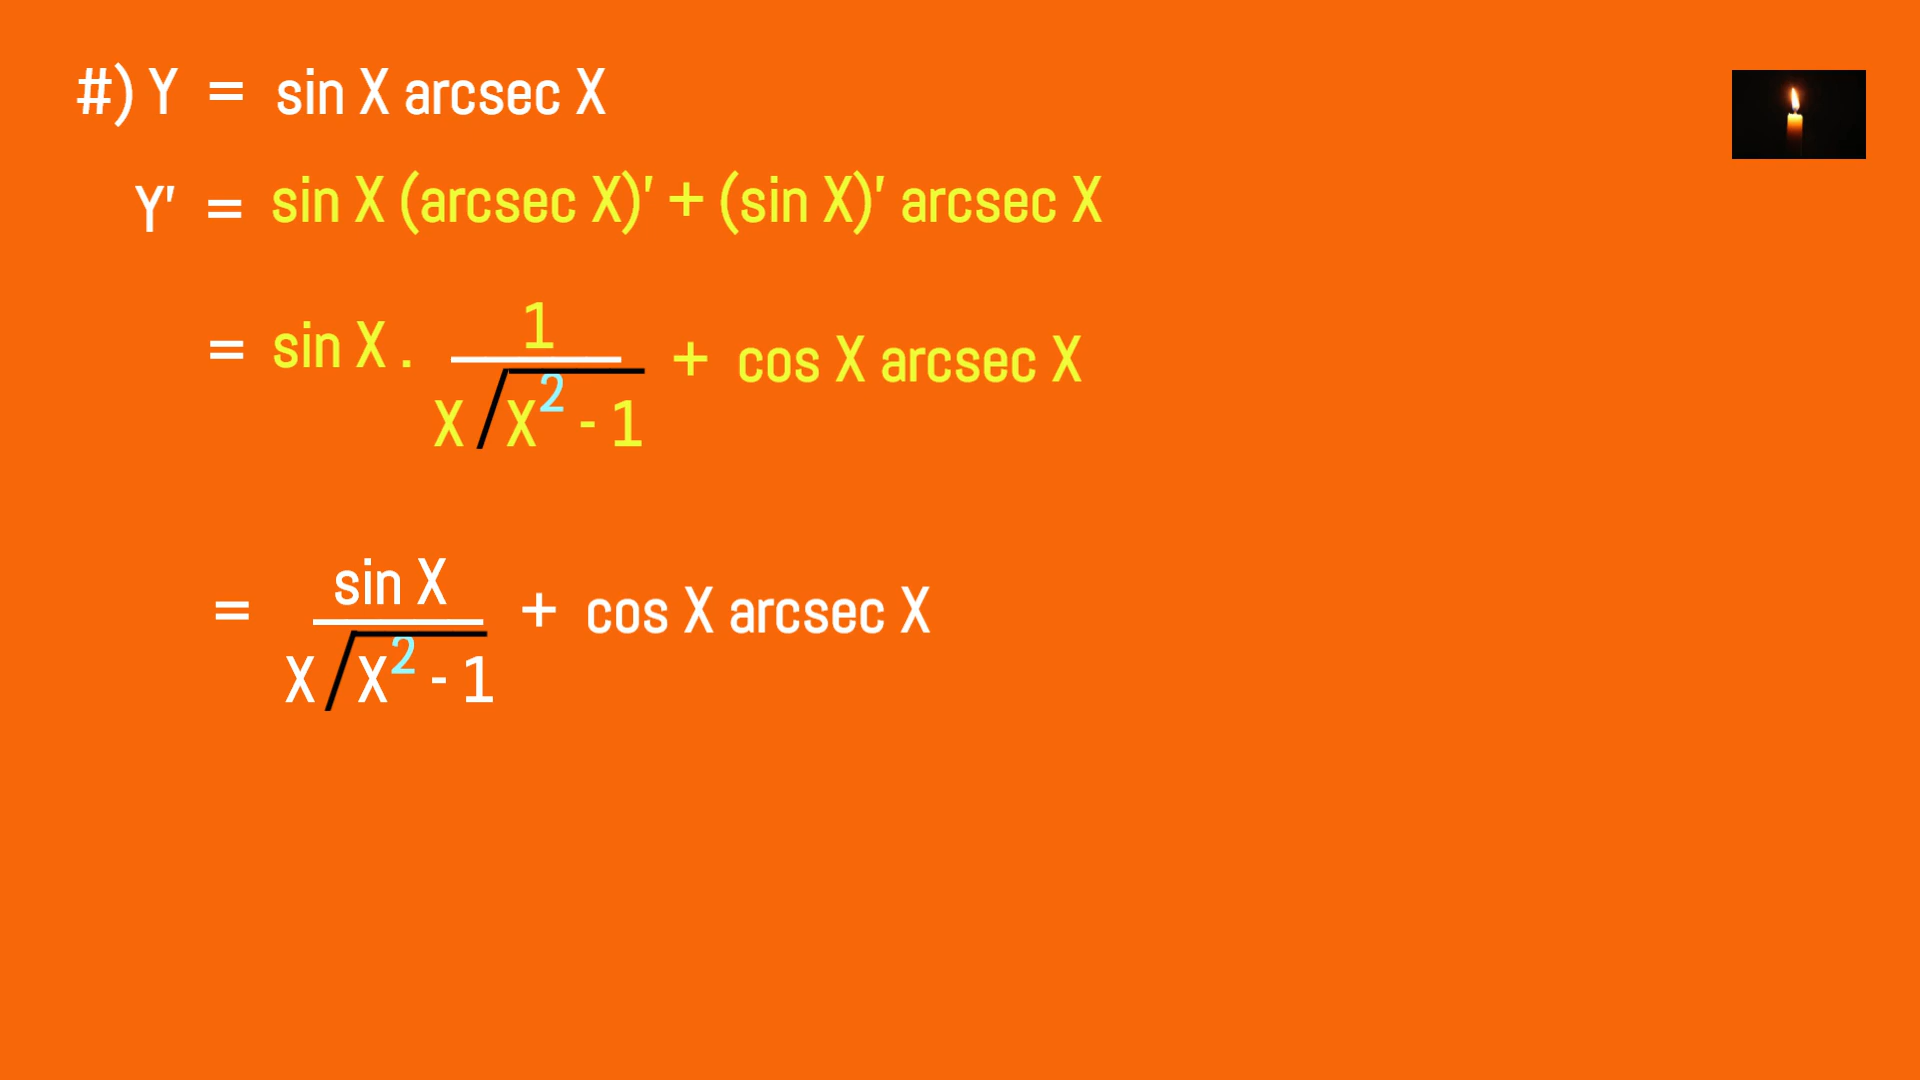 #) Y = sin X arcsec X
Y' = sin X (arcsec X)' + (sin X)' arcsec X
= sin X . 1 / X √X² - 1 + cos X arcsec X
= sin X / X √X² - 1 + cos X arcsec X